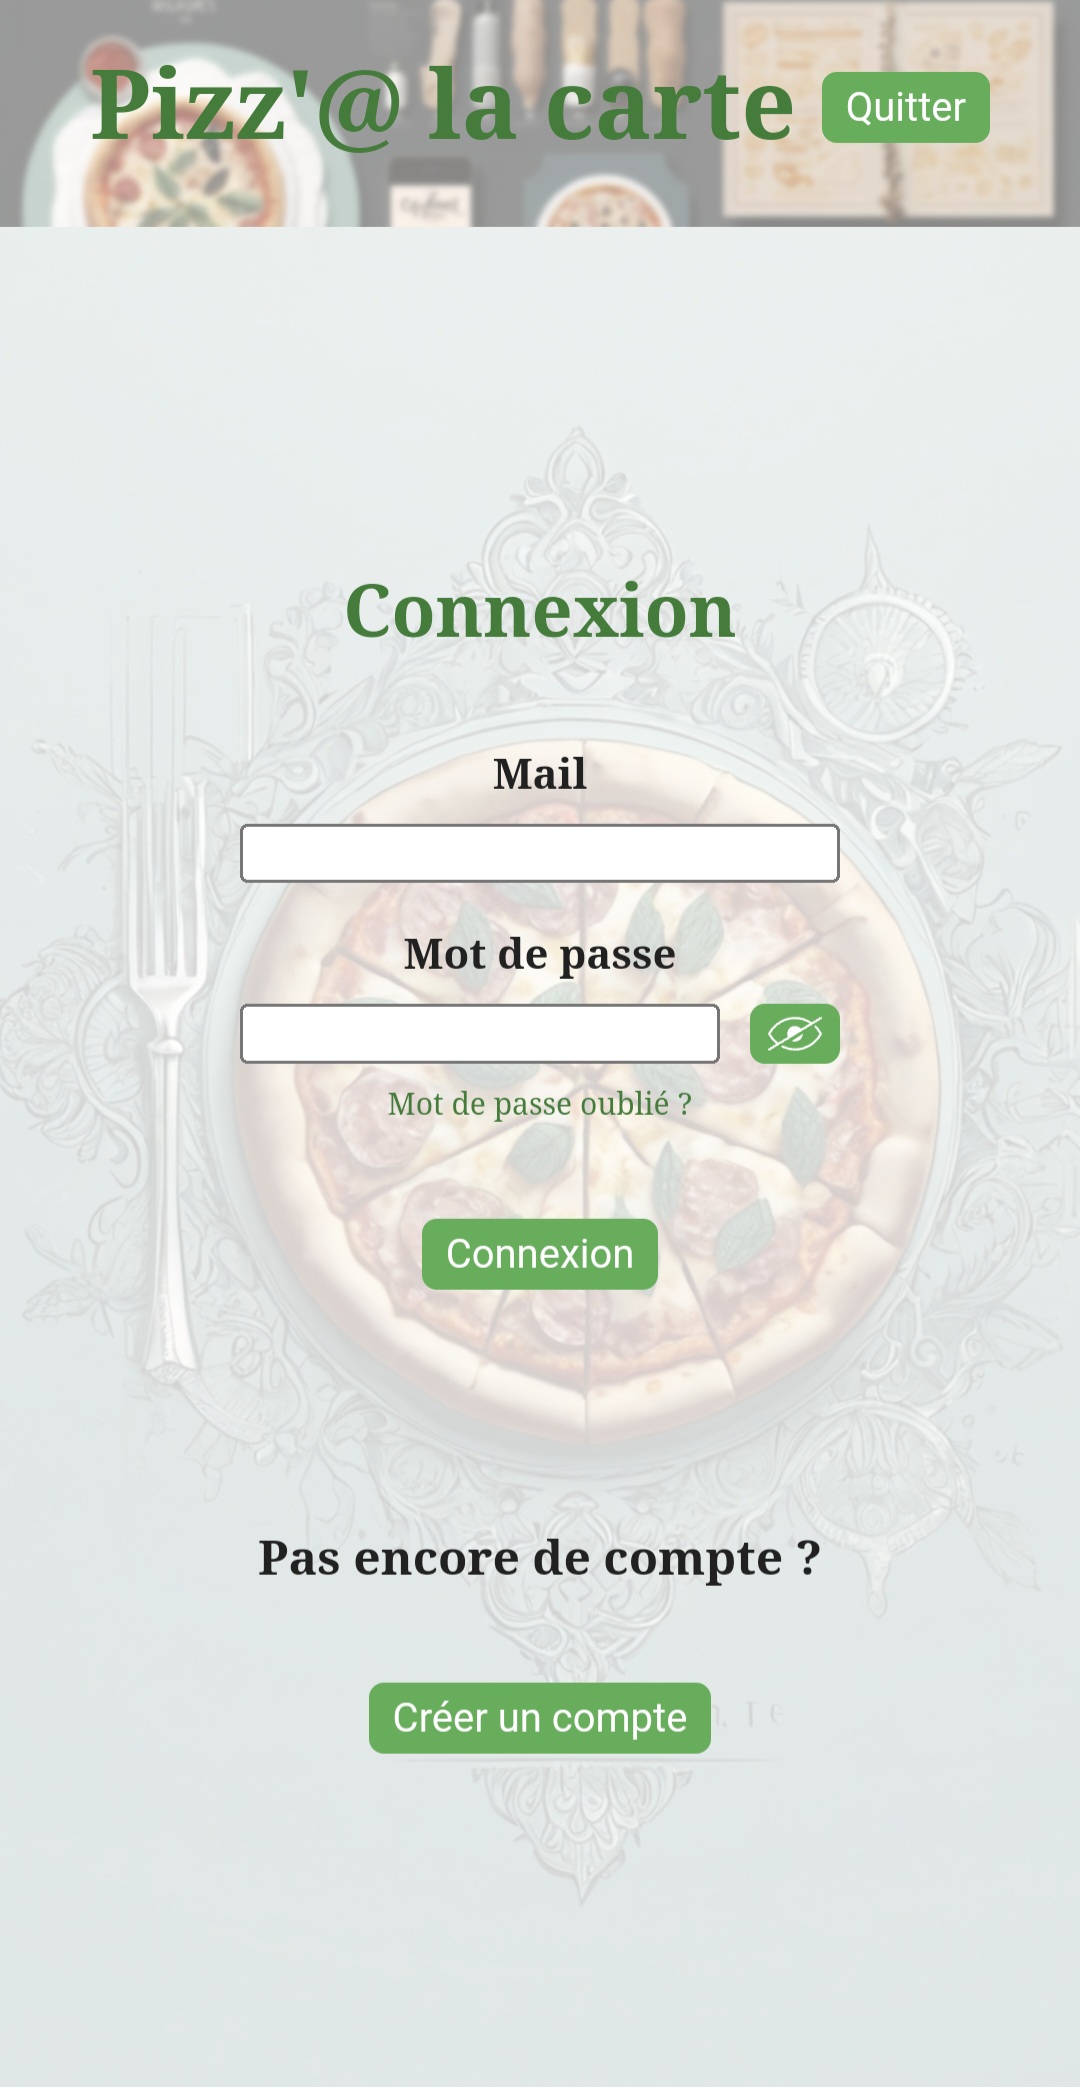 Pizz'@ la carte
Quitter
Connexion
Mail
Mot de passe
Mot de passe oublié ?
Connexion
Pas encore de compte ?
Créer un compte